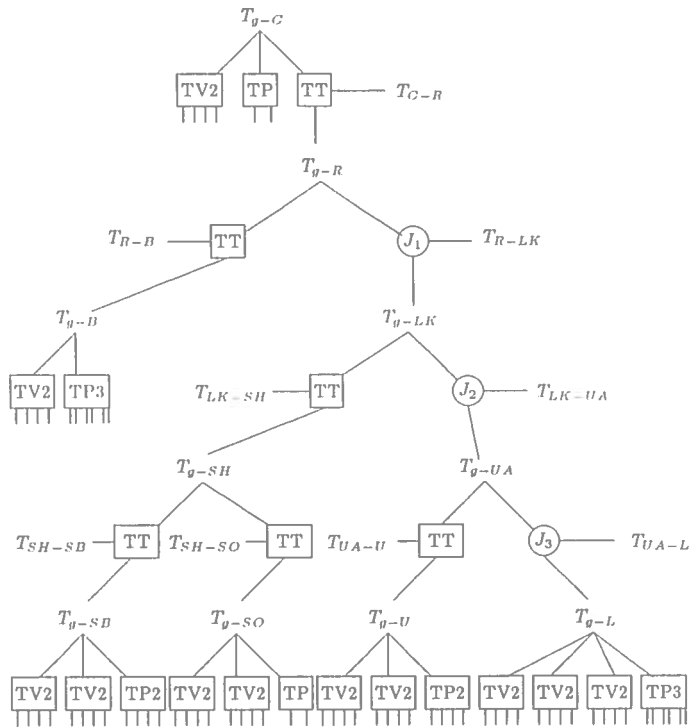 T_{g-C}
TV2 TP TT T_{C-R}
T_{g-R}
T_{R-B} TT J_1 T_{R-LK}
T_{g-B} T_{g-LK}
TV2 TP3 T_{LK-SH} TT J_2 T_{LK-UA}
T_{g-SH} T_{g-UA}
T_{SH-SB} TT T_{SH-SO} TT T_{UA-U} TT J_3 T_{UA-L}
T_{g-SB} T_{g-SO} T_{g-U} T_{g-L}
TV2 TV2 TP2 TV2 TV2 TP TV2 TV2 TP2 TV2 TV2 TV2 TP3